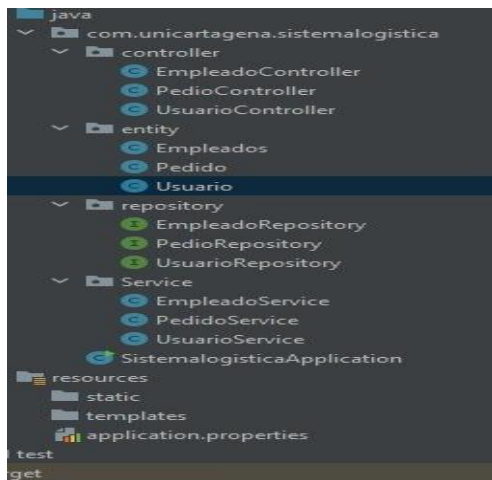 java
com.unicartagena.sistemalogistica
controller
EmpleadoController
PedioController
UsuarioController
entity
Empleados
Pedido
Usuario
repository
EmpleadoRepository
PedioRepository
UsuarioRepository
Service
EmpleadoService
PedidoService
UsuarioService
SistemalogisticaApplication
resources
static
templates
application.properties
test
rget